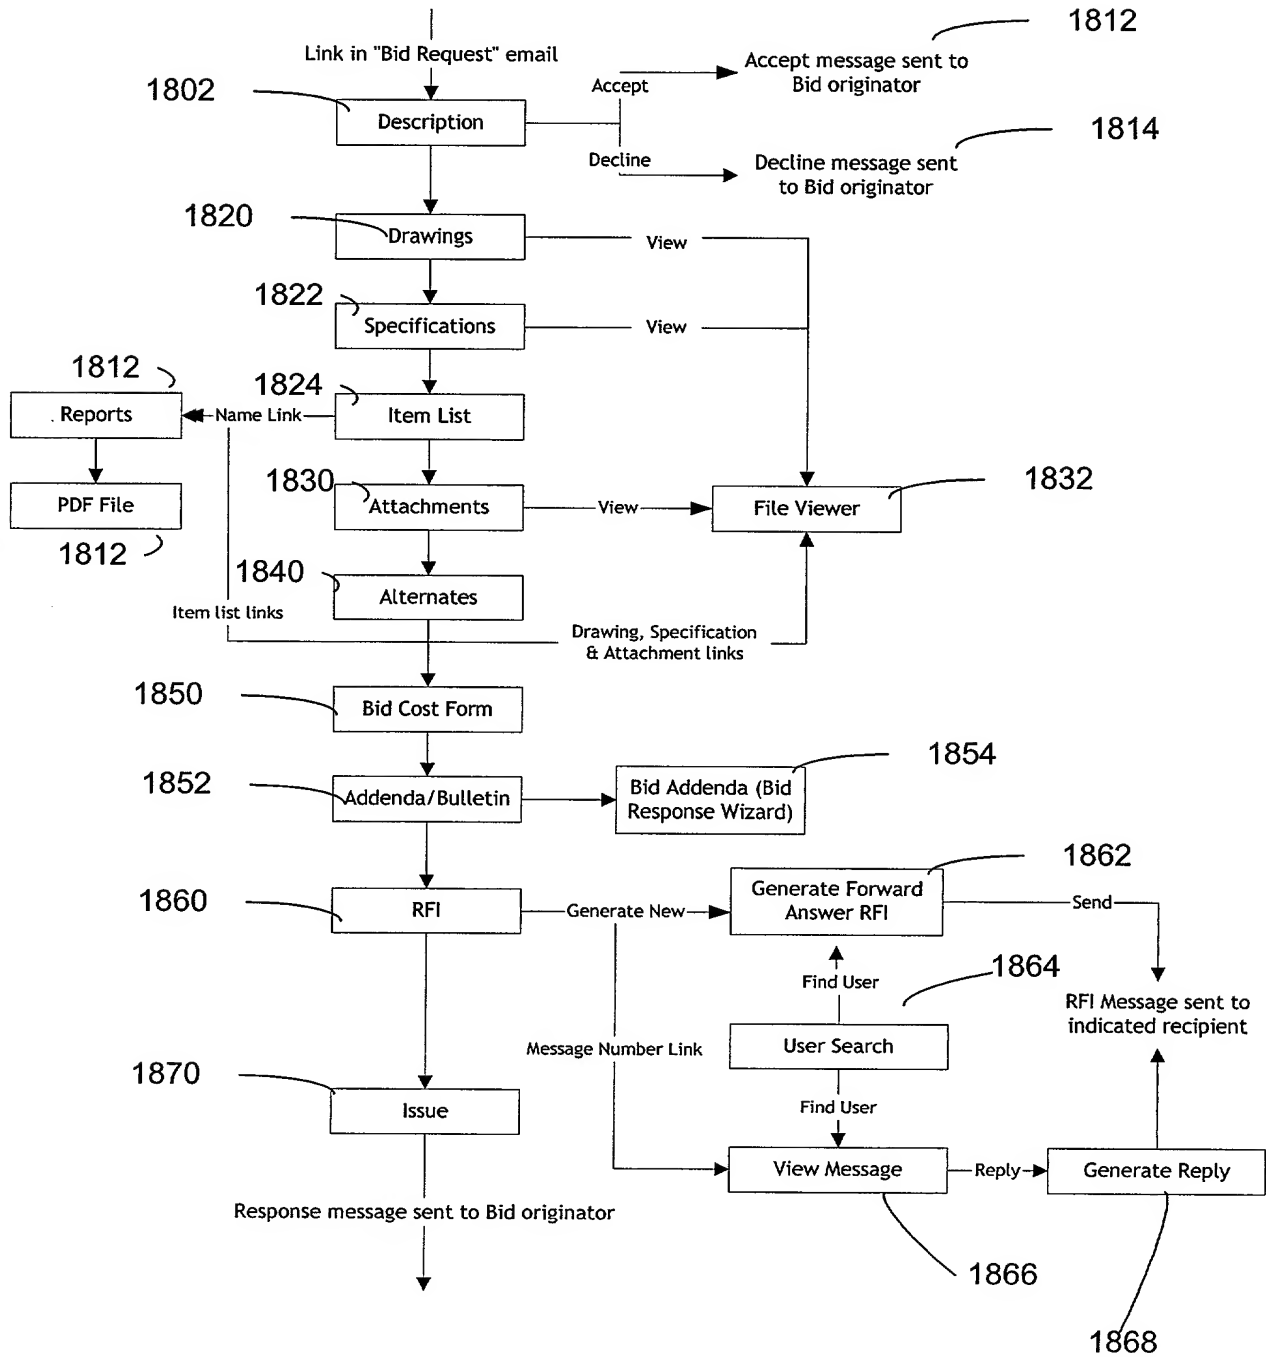 1812
Link in "Bid Request" email
Accept message sent to
Bid originator
1802
Accept
Description
1814
Decline
Decline message sent
to Bid originator
1820
Drawings
View
1822
Specifications
View
1812
1824
Reports
Name Link
Item List
1830
1832
PDF File
Attachments
View
File Viewer
1812
1840
Alternates
Item list links
Drawing, Specification
& Attachment links
1850
Bid Cost Form
1854
1852
Addenda/Bulletin
Bid Addenda (Bid
Response Wizard)
1862
1860
RFI
Generate New
Generate Forward
Answer RFI
Send
1864
Find User
RFI Message sent to
indicated recipient
Message Number Link
User Search
1870
Issue
Find User
View Message
Reply
Generate Reply
Response message sent to Bid originator
1866
1868